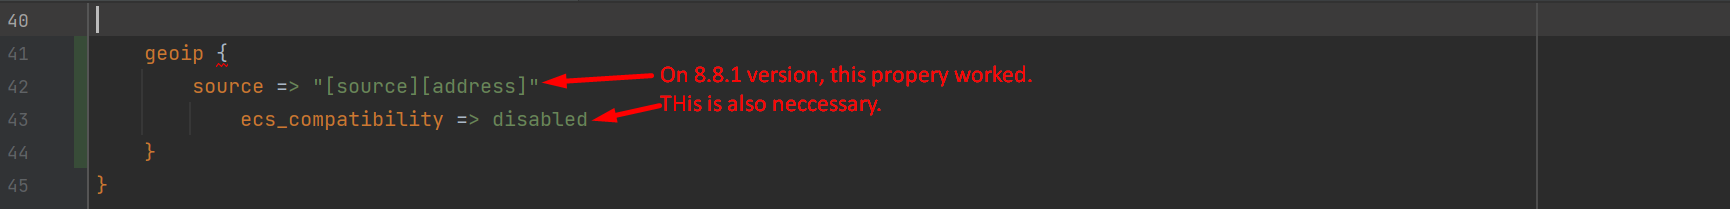 40
41 geoip {
42 source => "[source][address]" On 8.8.1 version, this propery worked.
THis is also neccessary.
43 ecs_compatibility => disabled
44 }
45 }